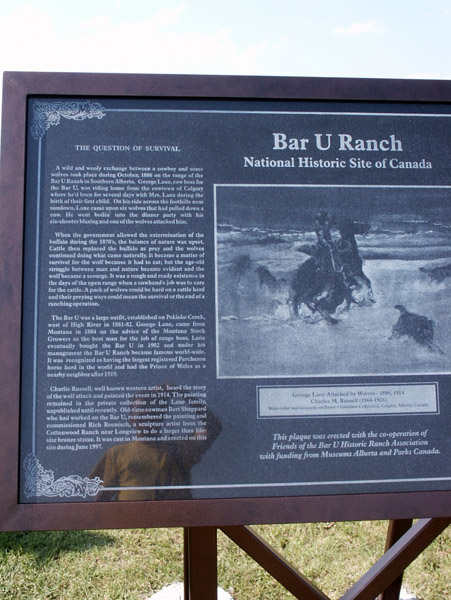 THE QUESTION OF SURVIVAL
A wild and wooly exchange between a cowboy and some
wolves took place during October, 1886 on the range of the
Bar U Ranch in Southern Alberta. George Lane, cow boss for
the Bar U, was riding home from the cowtown of Calgary
where he'd been for several days with Mrs. Lane during the
birth of their first child. On his ride across the foothills near
sundown, Lane came upon six wolves that had pulled down a
cow. He went boilin' into the dinner party with his
six-shooter blazing and one of the wolves attacked him.
When the government allowed the extermination of the
buffalo during the 1870's, the balance of nature was upset.
Cattle then replaced the buffalo as prey and the wolves
continued doing what came naturally. It became a matter of
survival for the wolf because it had to eat; but the age-old
struggle between man and nature became evident and the
wolf became a scourge. It was a rough and ready existence in
the days of the open range when a cowhand's job was to care
for the cattle. A pack of wolves could be hard on a cattle herd
and their preying ways could mean the survival or the end of a
ranching operation.
The Bar U was a large outfit, established on Pekisko Creek,
west of High River in 1881-82. George Lane, came from
Montana in 1884 on the advice of the Montana Stock
Growers as the best man for the job of range boss. Lane
eventually bought the Bar U in 1902 and under his
management the Bar U Ranch became famous world-wide.
It was recognized as having the largest registered Percheron
horse herd in the world and had the Prince of Wales as a
nearby neighbor after 1919.
Charlie Russell, well known western artist, heard the story
of the wolf attack and painted the event in 1914. The painting
remained in the private collection of the Lane family,
unpublished until recently. Old-time cowman Bert Sheppard
who had worked on the Bar U, remembered the painting and
commissioned Rich Roenisch, a sculpture artist from the
Cottonwood Ranch near Longview to do a larger than life-
size bronze statue. It was cast in Montana and erected on this
site during June 1997.
Bar U Ranch
National Historic Site of Canada
George Lane Attacked by Wolves - 1886, 1914
Charles M. Russell (1864-1926)
This plaque was erected with the co-operation of
Friends of the Bar U Historic Ranch Association
with funding from Museums Alberta and Parks Canada.